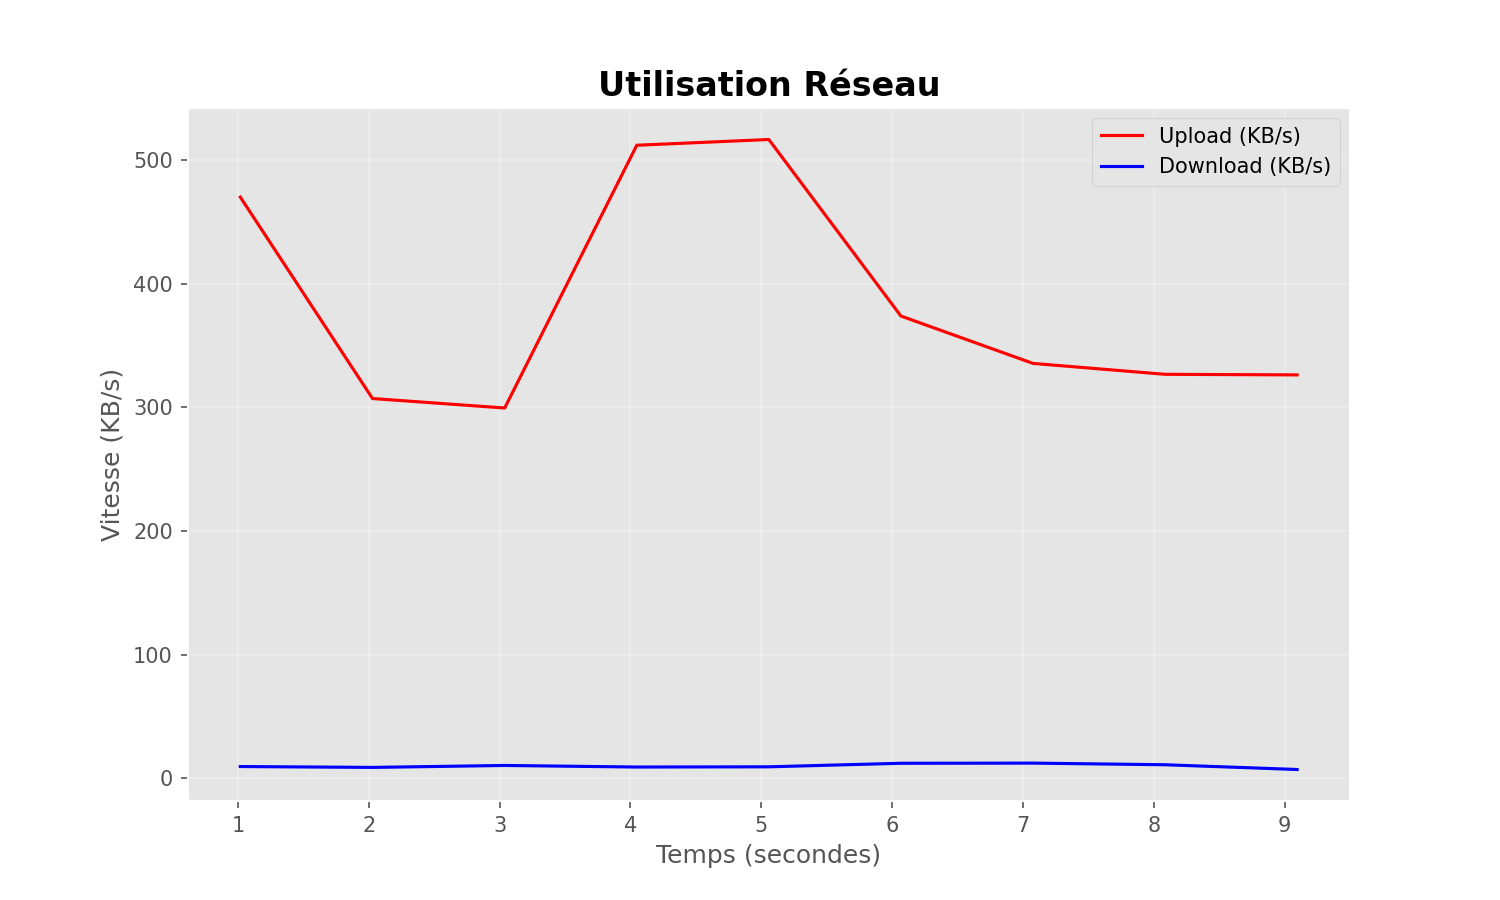 Utilisation Réseau
Upload (KB/s)
Download (KB/s)
500
400
300
200
100
0
Vitesse (KB/s)
1 2 3 4 5 6 7 8 9
Temps (secondes)